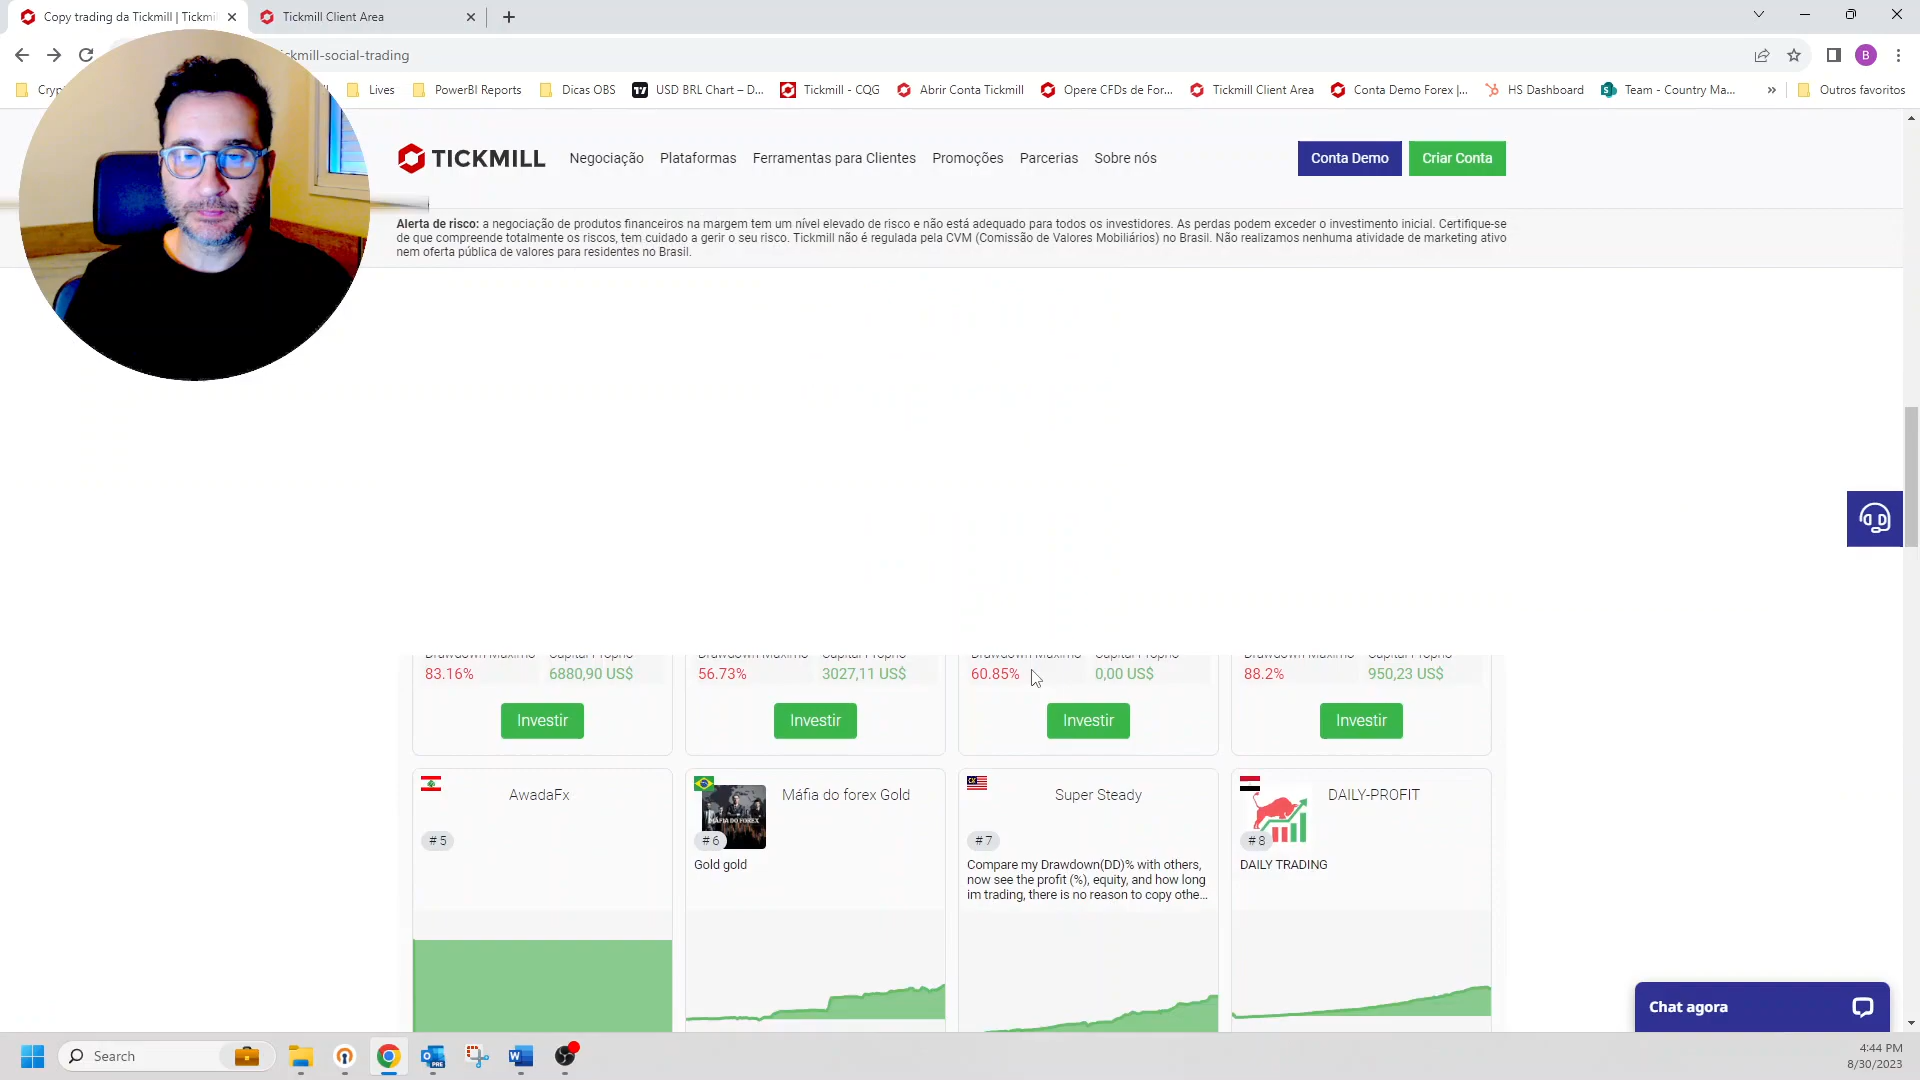 Copy trading da Tickmill | Tickmi
Tickmill Client Area
ckmill-social-trading
B
Lives
PowerBI Reports
Dicas OBS
USD BRL Chart – D...
Tickmill - CQG
Abrir Conta Tickmill
Opere CFDs de For...
Tickmill Client Area
Conta Demo Forex |...
HS Dashboard
Team - Country Ma...
»
Outros favoritos
TICKMILL
Negociação
Plataformas
Ferramentas para Clientes
Promoções
Parcerias
Sobre nós
Conta Demo
Criar Conta
Alerta de risco: a negociação de produtos financeiros na margem tem um nível elevado de risco e não está adequado para todos os investidores. As perdas podem exceder o investimento inicial. Certifique-se
de que compreende totalmente os riscos, tem cuidado a gerir o seu risco. Tickmill não é regulada pela CVM (Comissão de Valores Mobiliários) no Brasil. Não realizamos nenhuma atividade de marketing ativo
nem oferta pública de valores para residentes no Brasil.
83.16%
6880,90 US$
56.73%
3027,11 US$
60.85%
0,00 US$
88.2%
950,23 US$
Investir
Investir
Investir
Investir
AwadaFx
# 5
Máfia do forex Gold
MÁFIA DO FOREX
# 6
Gold gold
Super Steady
# 7
Compare my Drawdown(DD)% with others,
now see the profit (%), equity, and how long
im trading, there is no reason to copy othe...
DAILY-PROFIT
# 8
DAILY TRADING
Chat agora
Search
4:44 PM
8/30/2023